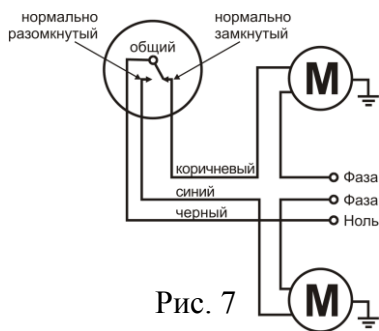 нормально
разомкнутый
нормально
замкнутый
общий
M
коричневый
Фаза
синий
Фаза
черный
Ноль
Рис. 7
M